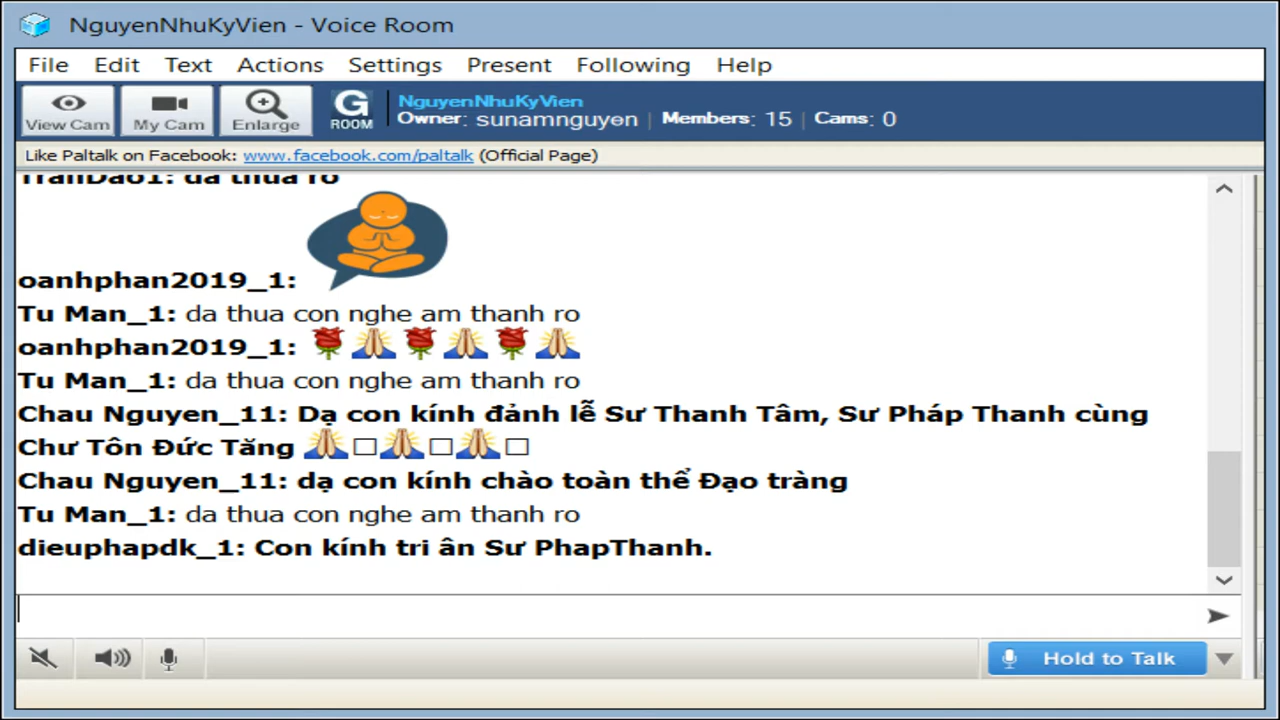 NguyenNhuKyVien - Voice Room
File Edit Text Actions Settings Present Following Help
View Cam My Cam Enlarge G ROOM
NguyenNhuKyVien
Owner: sunamnguyen | Members: 15 | Cams: 0
Like Paltalk on Facebook: www.facebook.com/paltalk (Official Page)
TranDao1: da thua ro
oanhphan2019_1:
Tu Man_1: da thua con nghe am thanh ro
oanhphan2019_1: 🌹🙏🌹🙏🌹🙏
Tu Man_1: da thua con nghe am thanh ro
Chau Nguyen_11: Dạ con kính đảnh lễ Sư Thanh Tâm, Sư Pháp Thanh cùng
Chư Tôn Đức Tăng 🙏□🙏□🙏□
Chau Nguyen_11: dạ con kính chào toàn thể Đạo tràng
Tu Man_1: da thua con nghe am thanh ro
dieuphapdk_1: Con kính tri ân Sư PhapThanh.
Hold to Talk